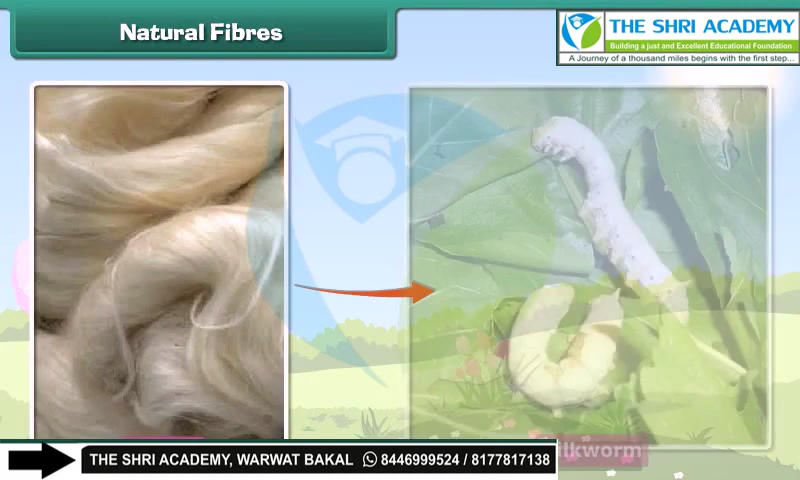 Natural Fibres
THE SHRI ACADEMY
Building a just and Excellent Educational Foundation
A Journey of a thousand miles begins with the first step...
THE SHRI ACADEMY, WARWAT BAKAL 8446999524 / 8177817138
ilkworm